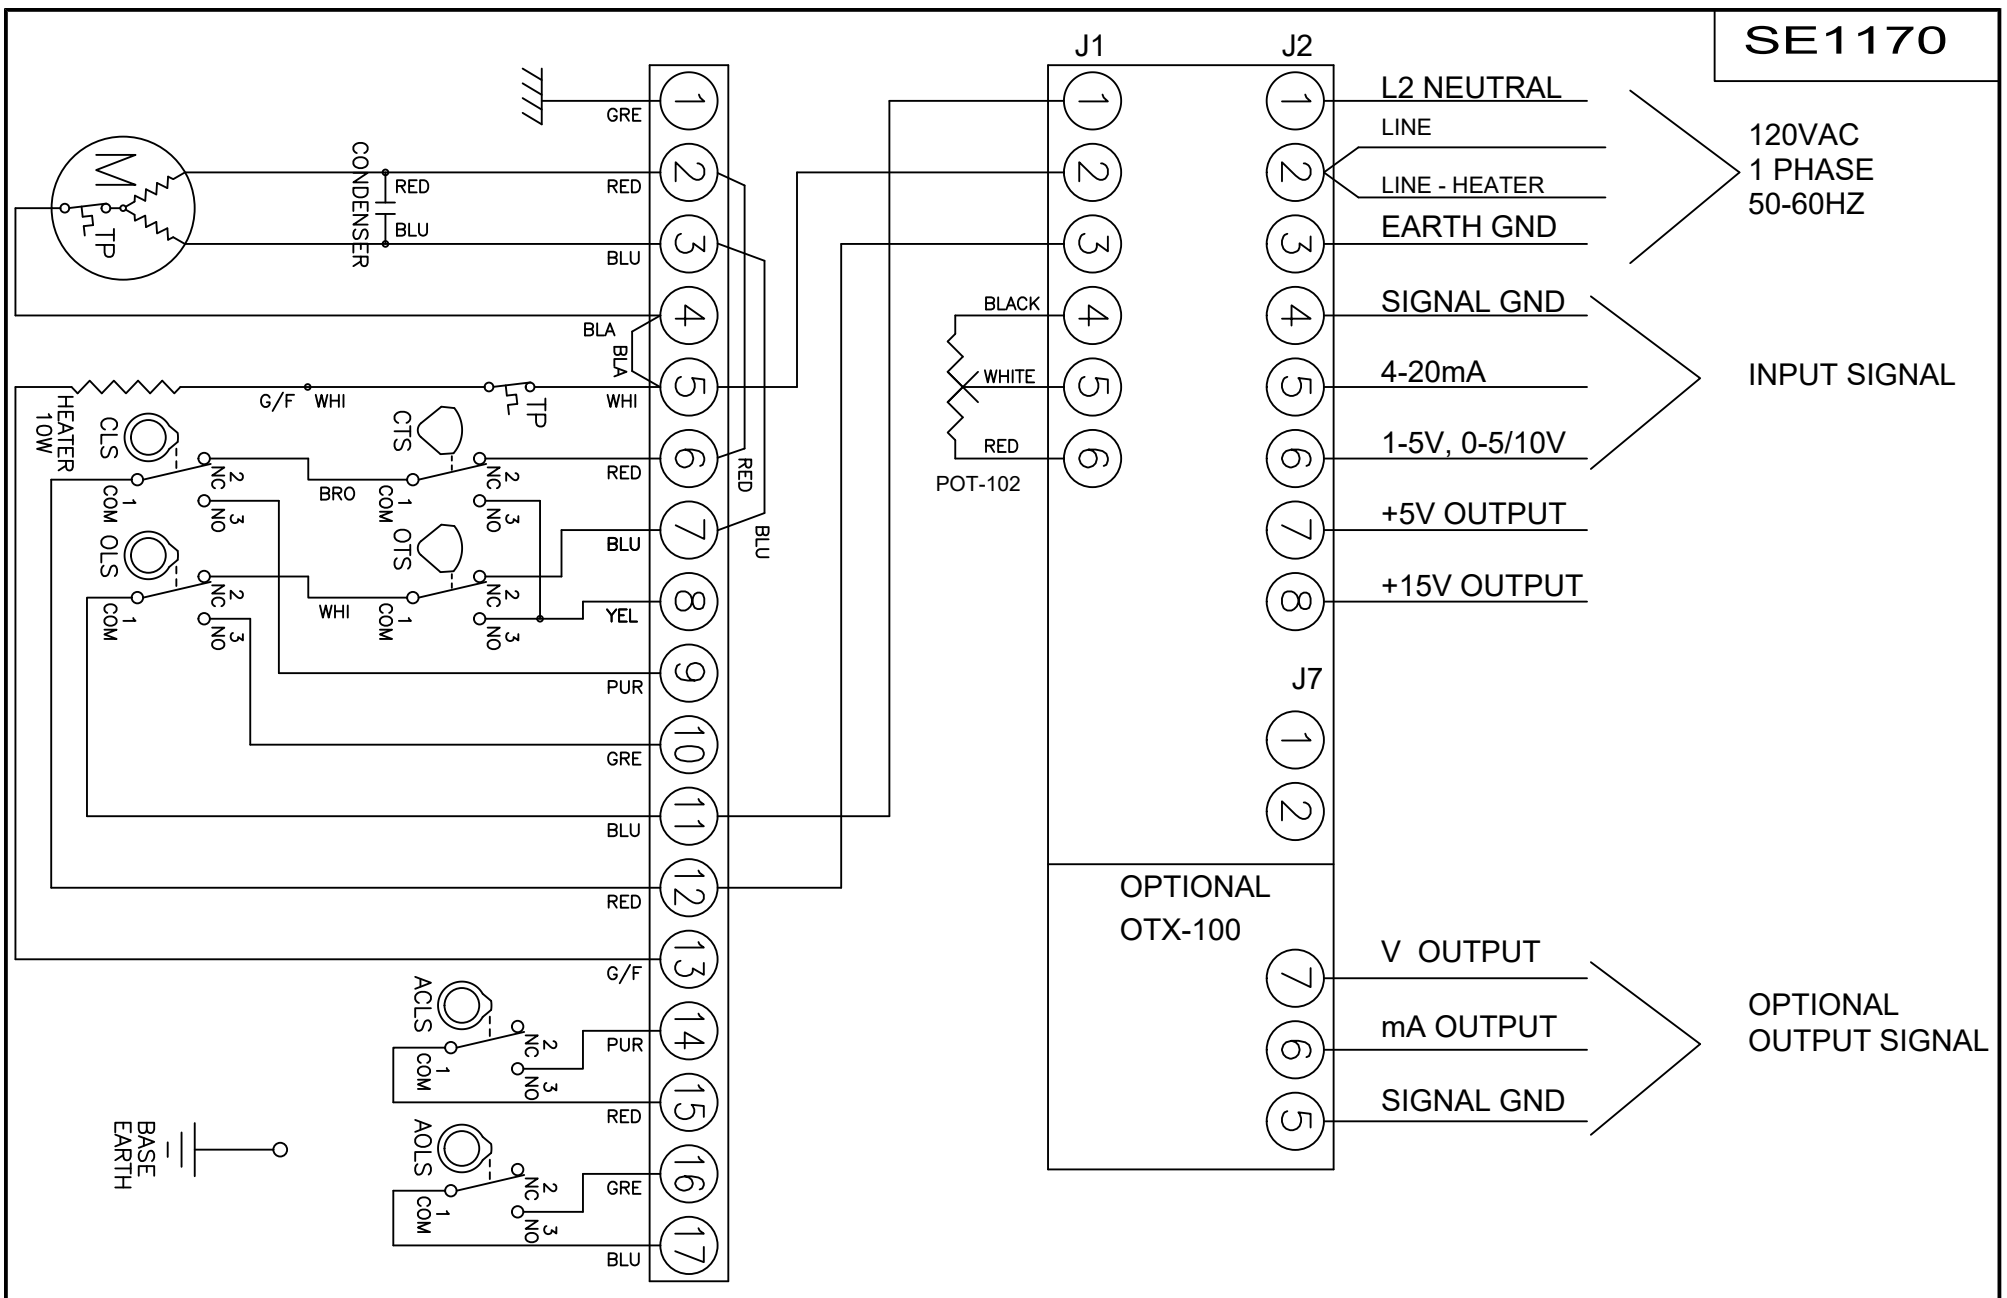 SE1170
J1
J2
1
GRE
2
RED
RED
3
BLU
BLU
CONDENSER
M
TP
4
BLA
BLA
5
WHI
TP
G/F
WHI
HEATER
10W
6
RED
RED
7
BLU
BLU
8
YEL
9
PUR
10
GRE
11
BLU
12
RED
13
G/F
14
PUR
15
RED
16
GRE
17
BLU
CLS
COM 1
NC 2
NO 3
BRO
CTS
COM 1
NC 2
NO 3
OLS
COM 1
NC 2
NO 3
WHI
OTS
COM 1
NC 2
NO 3
ACLS
COM 1
NC 2
NO 3
AOLS
COM 1
NC 2
NO 3
BASE
EARTH
1
2
3
4
5
6
BLACK
WHITE
RED
POT-102
1
L2 NEUTRAL
LINE
2
LINE - HEATER
3
EARTH GND
120VAC
1 PHASE
50-60HZ
4
SIGNAL GND
5
4-20mA
6
1-5V, 0-5/10V
INPUT SIGNAL
7
+5V OUTPUT
8
+15V OUTPUT
J7
1
2
OPTIONAL
OTX-100
7
V OUTPUT
6
mA OUTPUT
5
SIGNAL GND
OPTIONAL
OUTPUT SIGNAL